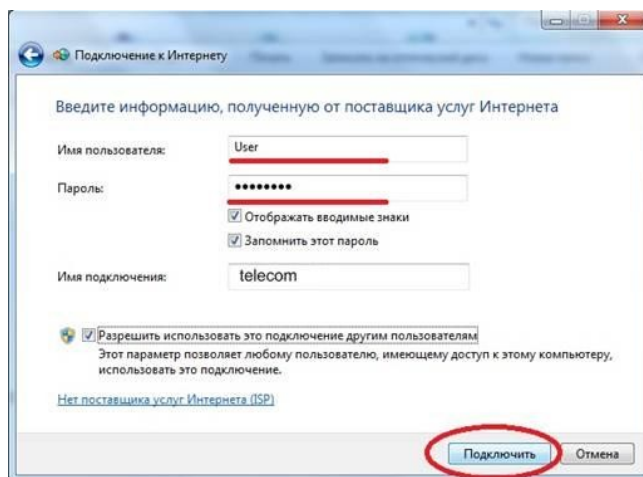 Подключение к Интернету
Введите информацию, полученную от поставщика услуг Интернета
Имя пользователя: User
Пароль: ••••••••
Отображать вводимые знаки
Запомнить этот пароль
Имя подключения: telecom
Разрешить использовать это подключение другим пользователям
Этот параметр позволяет любому пользователю, имеющему доступ к этому компьютеру,
использовать это подключение.
Нет поставщика услуг Интернета (ISP)
Подключить Отмена